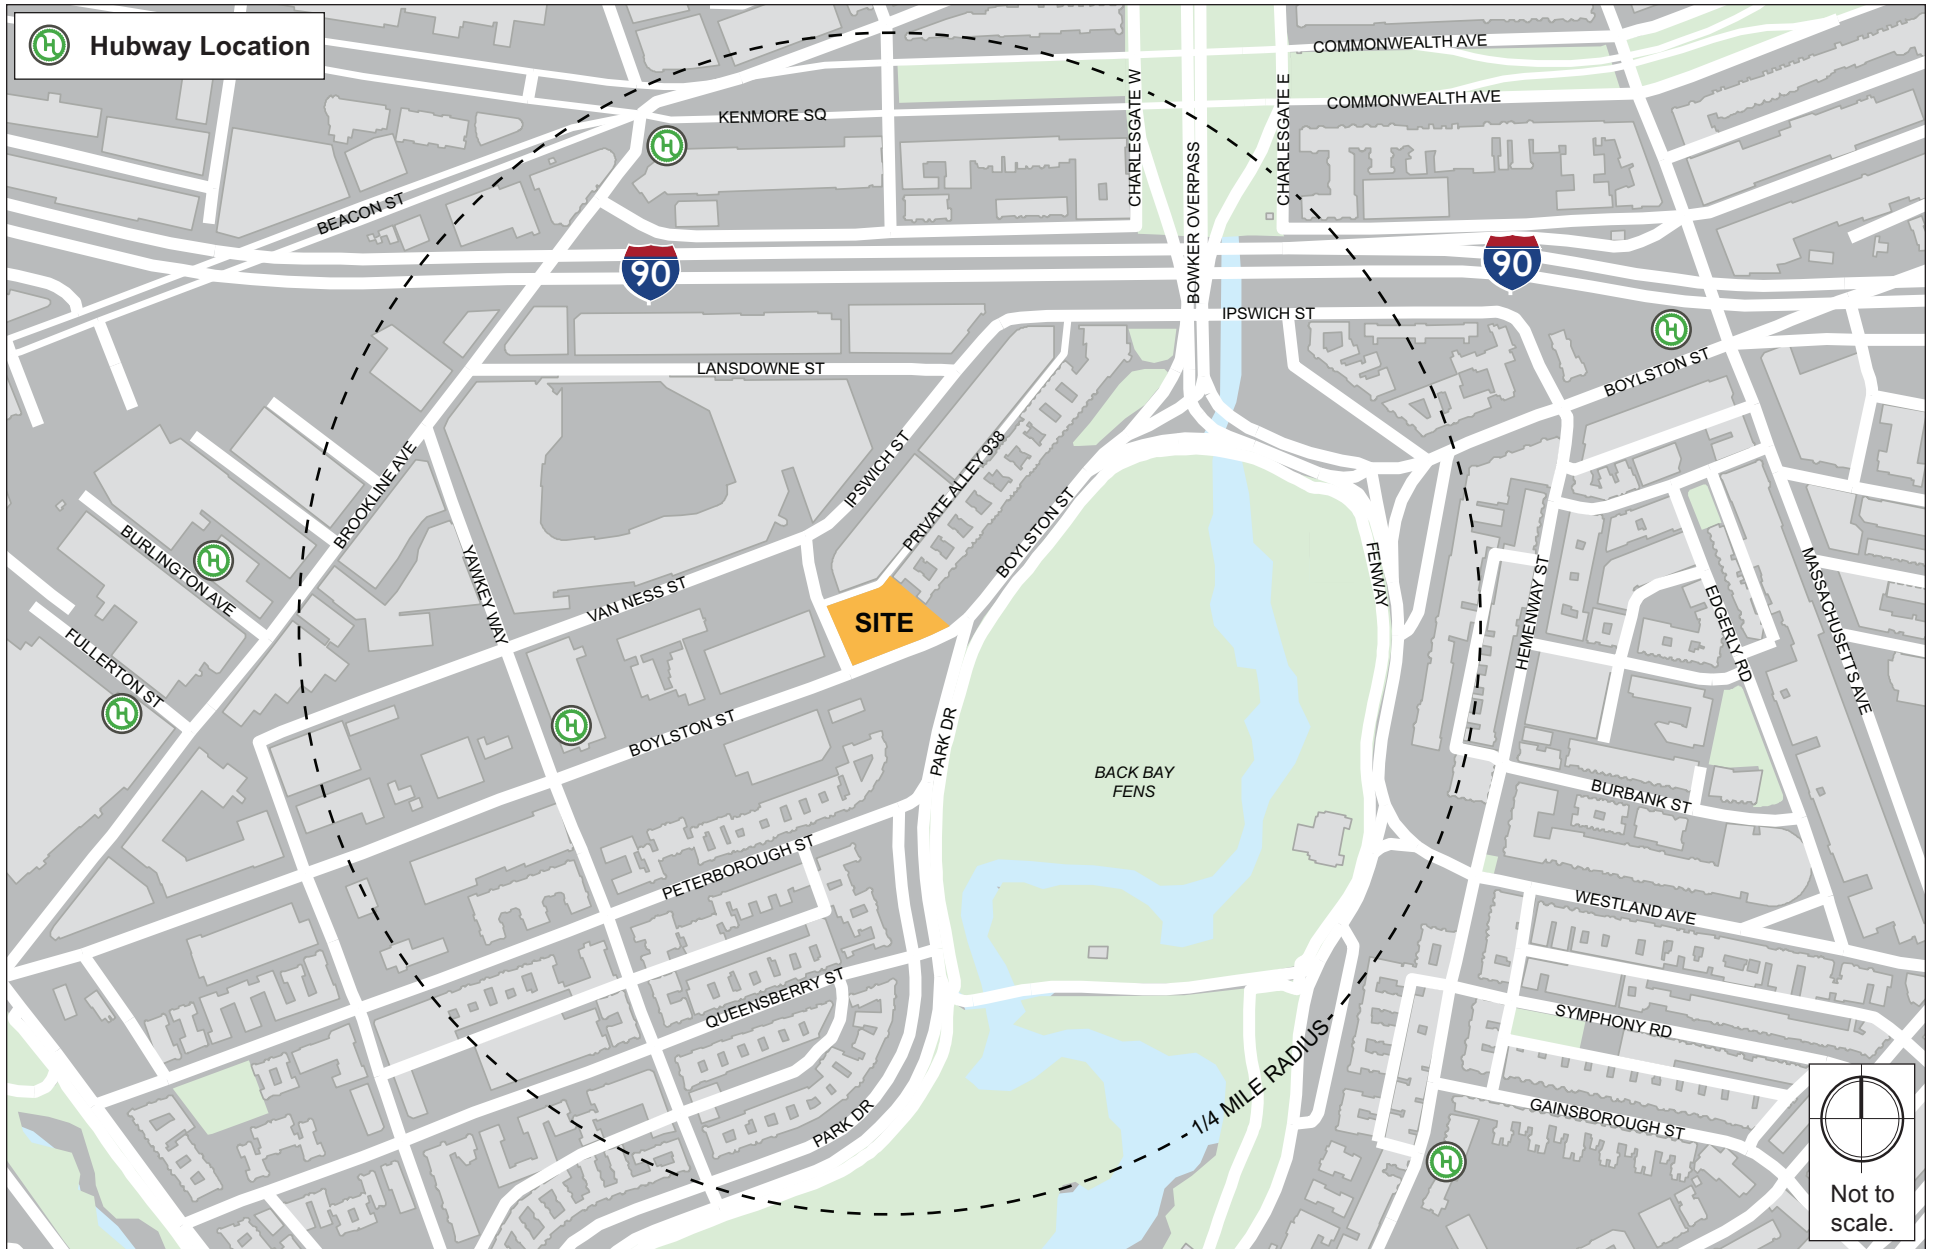 Hubway Location
COMMONWEALTH AVE
COMMONWEALTH AVE
KENMORE SQ
CHARLESGATE W
CHARLESGATE E
BOWKER OVERPASS
BEACON ST
90
90
IPSWICH ST
LANSDOWNE ST
BOYLSTON ST
IPSWICH ST
PRIVATE ALLEY 938
BROOKLINE AVE
BOYLSTON ST
BURLINGTON AVE
YAWKEY WAY
VAN NESS ST
FENWAY
HEMENWAY ST
EDGERLY RD
MASSACHUSETTS AVE
SITE
FULLERTON ST
BOYLSTON ST
PARK DR
BACK BAY
FENS
BURBANK ST
PETERBOROUGH ST
WESTLAND AVE
QUEENSBERRY ST
SYMPHONY RD
1/4 MILE RADIUS
PARK DR
GAINSBOROUGH ST
Not to
scale.